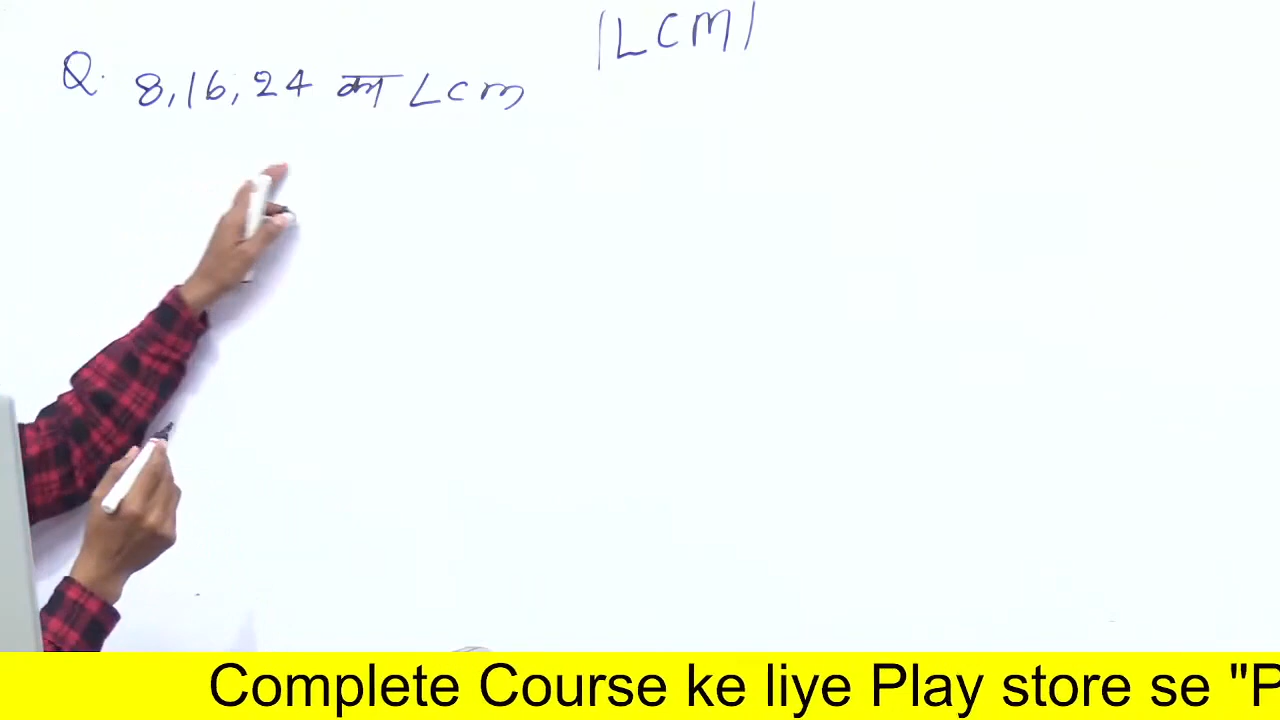 |LCM|
Q. 8,16,24 का Lcm
Complete Course ke liye Play store se "P